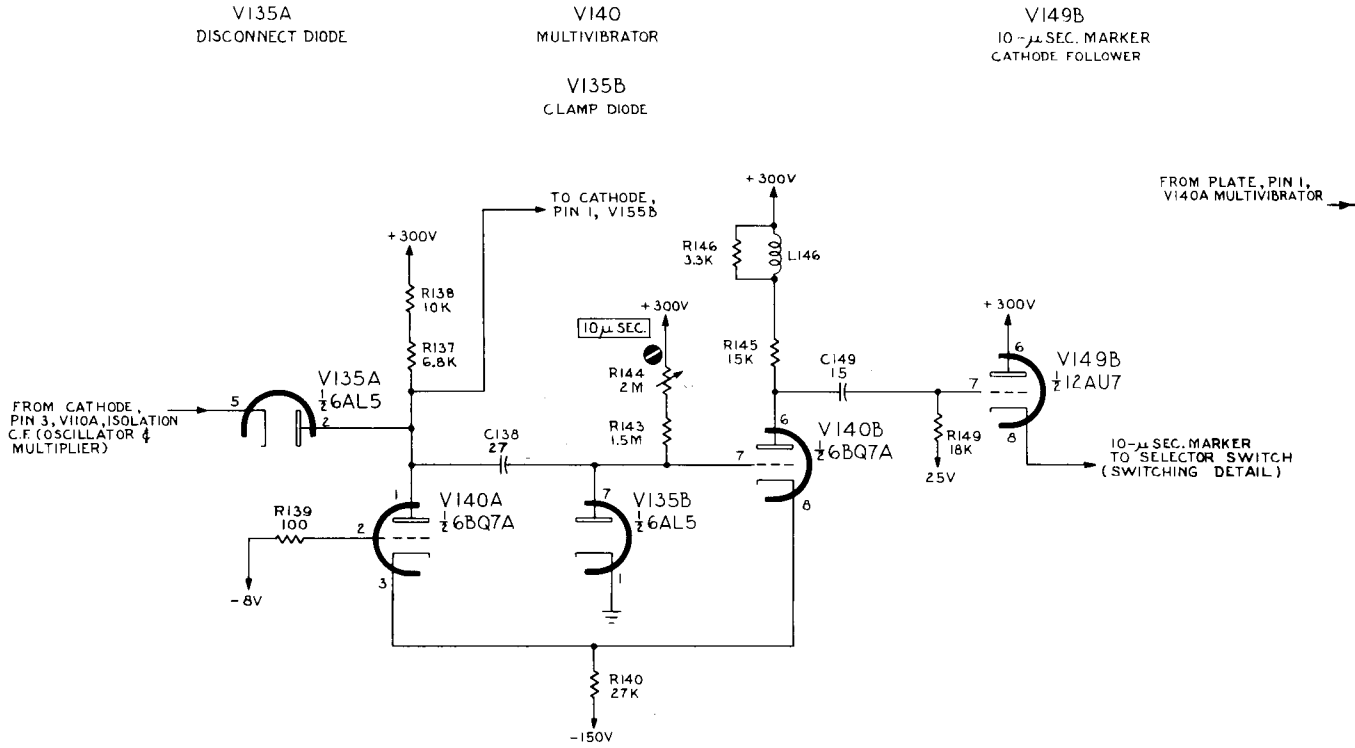 V135A
DISCONNECT DIODE
V140
MULTIVIBRATOR
V135B
CLAMP DIODE
V149B
10-μSEC. MARKER
CATHODE FOLLOWER
TO CATHODE,
PIN 1, V155B
FROM PLATE, PIN 1,
V140A MULTIVIBRATOR
+300V
+300V
R138
10K
R137
6.8K
R146
3.3K
L146
+300V
10μ SEC.
R144
2M
R143
1.5M
R145
15K
C149
15
+300V
6
V149B
½12AU7
7
8
R149
18K
25V
10-μSEC. MARKER
TO SELECTOR SWITCH
(SWITCHING DETAIL)
FROM CATHODE,
PIN 3, V110A, ISOLATION
C.F. (OSCILLATOR &
MULTIPLIER)
5
V135A
½6AL5
2
C138
27
6
V140B
½6BQ7A
7
8
R139
100
-8V
1
2
3
V140A
½6BQ7A
7
V135B
½6AL5
1
R140
27K
-150V